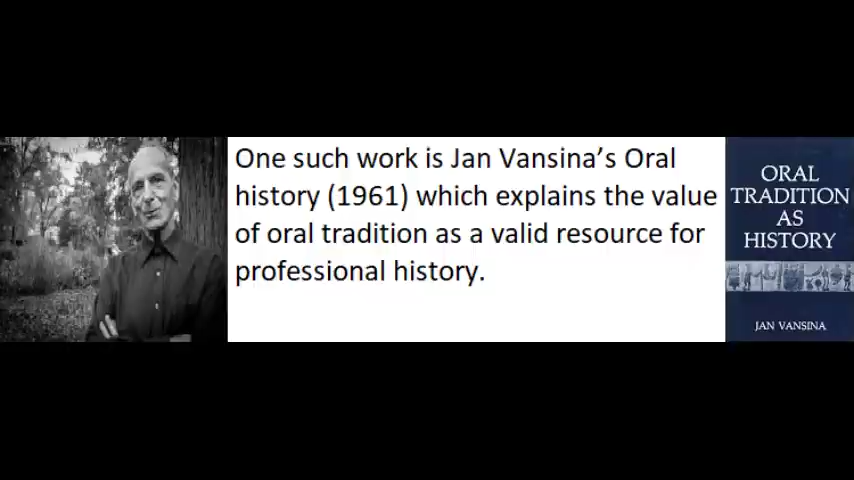 One such work is Jan Vansina’s Oral
history (1961) which explains the value
of oral tradition as a valid resource for
professional history.
ORAL
TRADITION
AS
HISTORY
JAN VANSINA